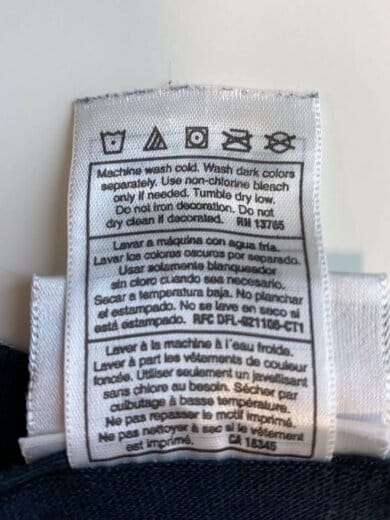 Machine wash cold. Wash dark colors
separately. Use non-chlorine bleach
only if needed. Tumble dry low.
Do not iron decoration. Do not
dry clean if decorated. RN 13765
Lavar a máquina con agua fria.
Lavar los colores oscuros por separado.
Usar solamente blanqueador
sin cloro cuando sea necesario.
Secar a temperatura baja. No planchar
el estampado. No se lave en seco si
está estampado. RFC DFL-921106-CT1
Laver à la machine à l'eau froide.
Laver à part les vêtements de couleur
foncée. Utiliser seulement un javellisant
sans chlore au besoin. Sécher par
culbutage à basse température.
Ne pas repasser le motif imprimé.
Ne pas nettoyer à sec si le vêtement
est imprimé. CA 18345